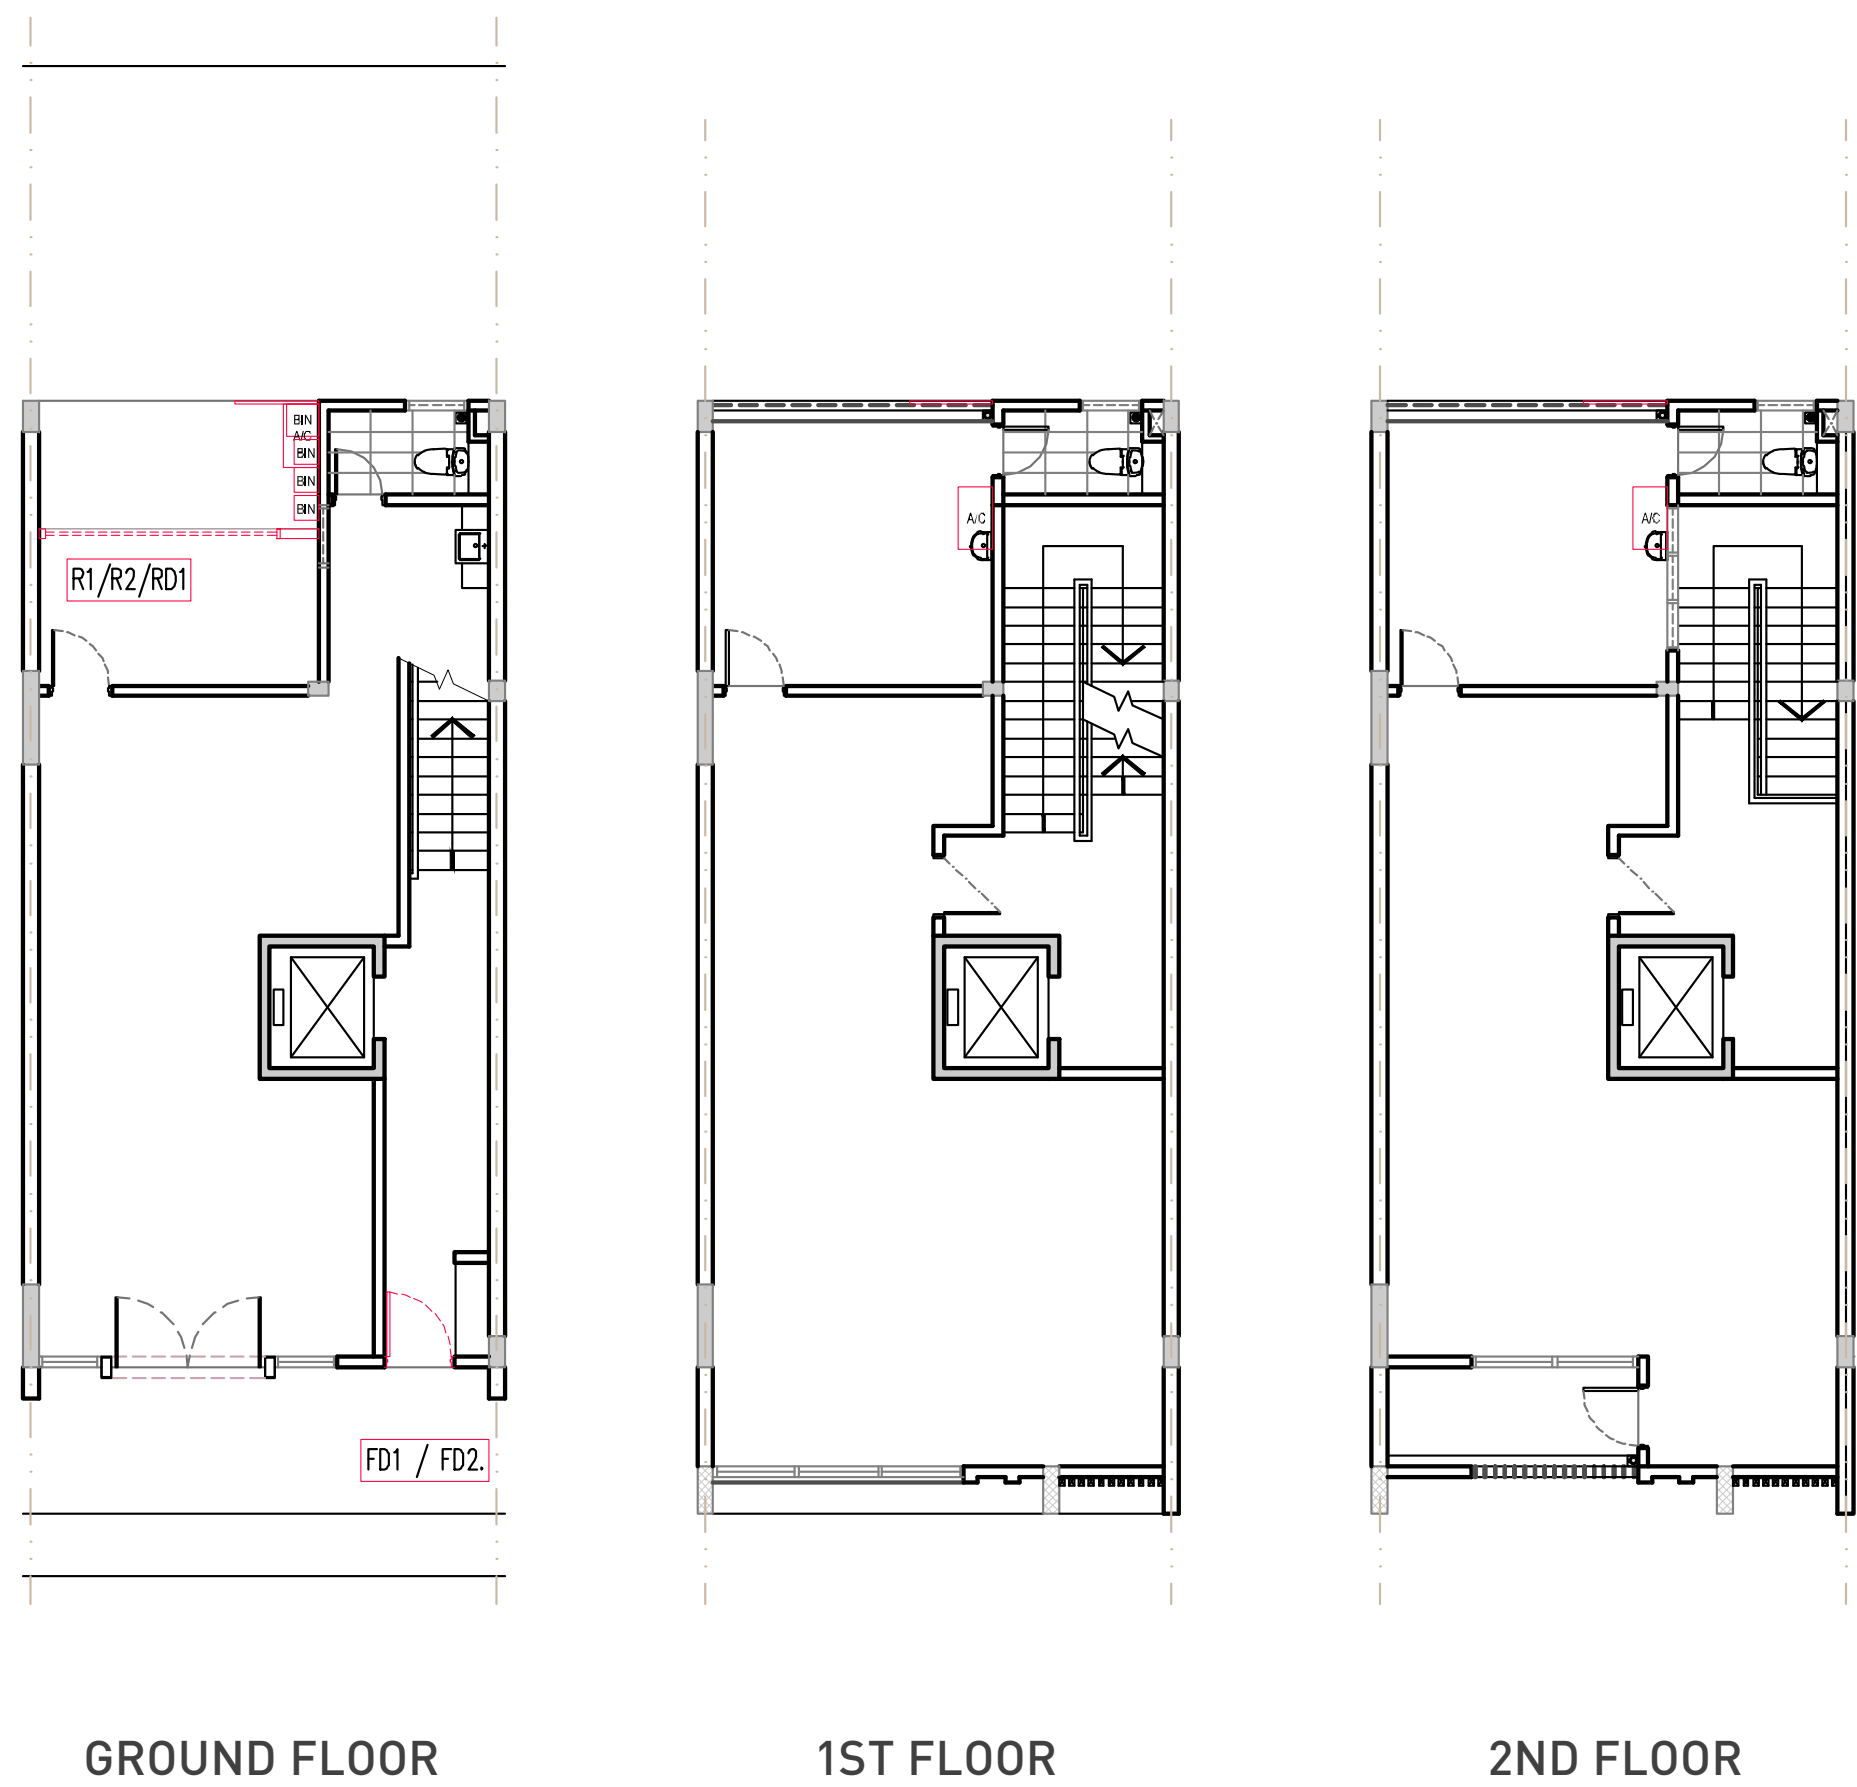 BIN
A/C
BIN
BIN
BIN
R1/R2/RD1
FD1 / FD2.
GROUND FLOOR
A/C
1ST FLOOR
A/C
2ND FLOOR